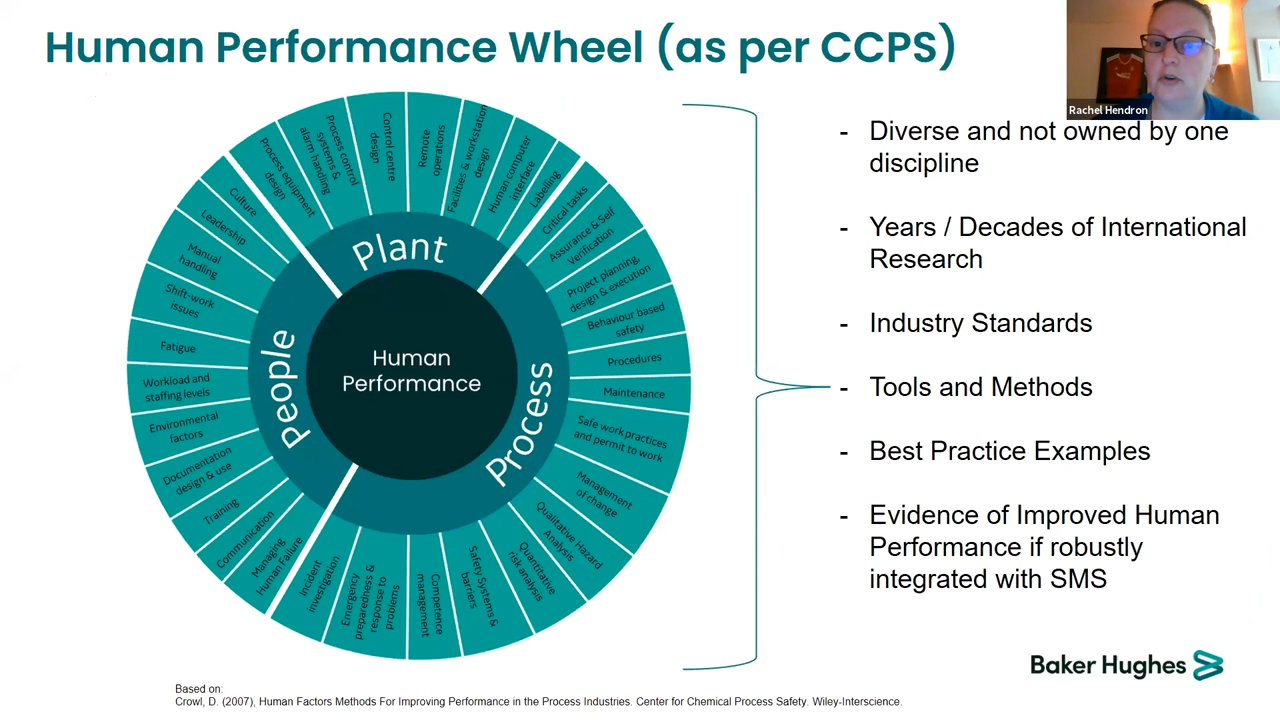 Human Performance Wheel (as per CCPS)
Rachel Hendron
Process equipment
design
Process control
systems &
alarm handling
Control centre
design
Remote
operations
Facilities & workstation
design
Human computer
interface
Labelling
Critical tasks
Assurance & Self
Verification
Project planning,
design & execution
Behaviour based
safety
Procedures
Maintenance
Safe work practices
and permit to work
Management
of change
Qualitative Hazard
Analysis
Quantitative
risk analysis
Safety Systems &
barriers
Competence
management
Emergency
preparedness &
response to
problems
Incident
investigation
Managing
Human Failure
Communication
Training
Documentation
design & use
Environmental
factors
Workload and
staffing levels
Fatigue
Shift-work
issues
Manual
handling
Leadership
Culture
Plant
People
Process
Human
Performance
- Diverse and not owned by one
discipline
- Years / Decades of International
Research
- Industry Standards
- Tools and Methods
- Best Practice Examples
- Evidence of Improved Human
Performance if robustly
integrated with SMS
Baker Hughes
Based on:
Crowl, D. (2007), Human Factors Methods For Improving Performance in the Process Industries. Center for Chemical Process Safety. Wiley-Interscience.